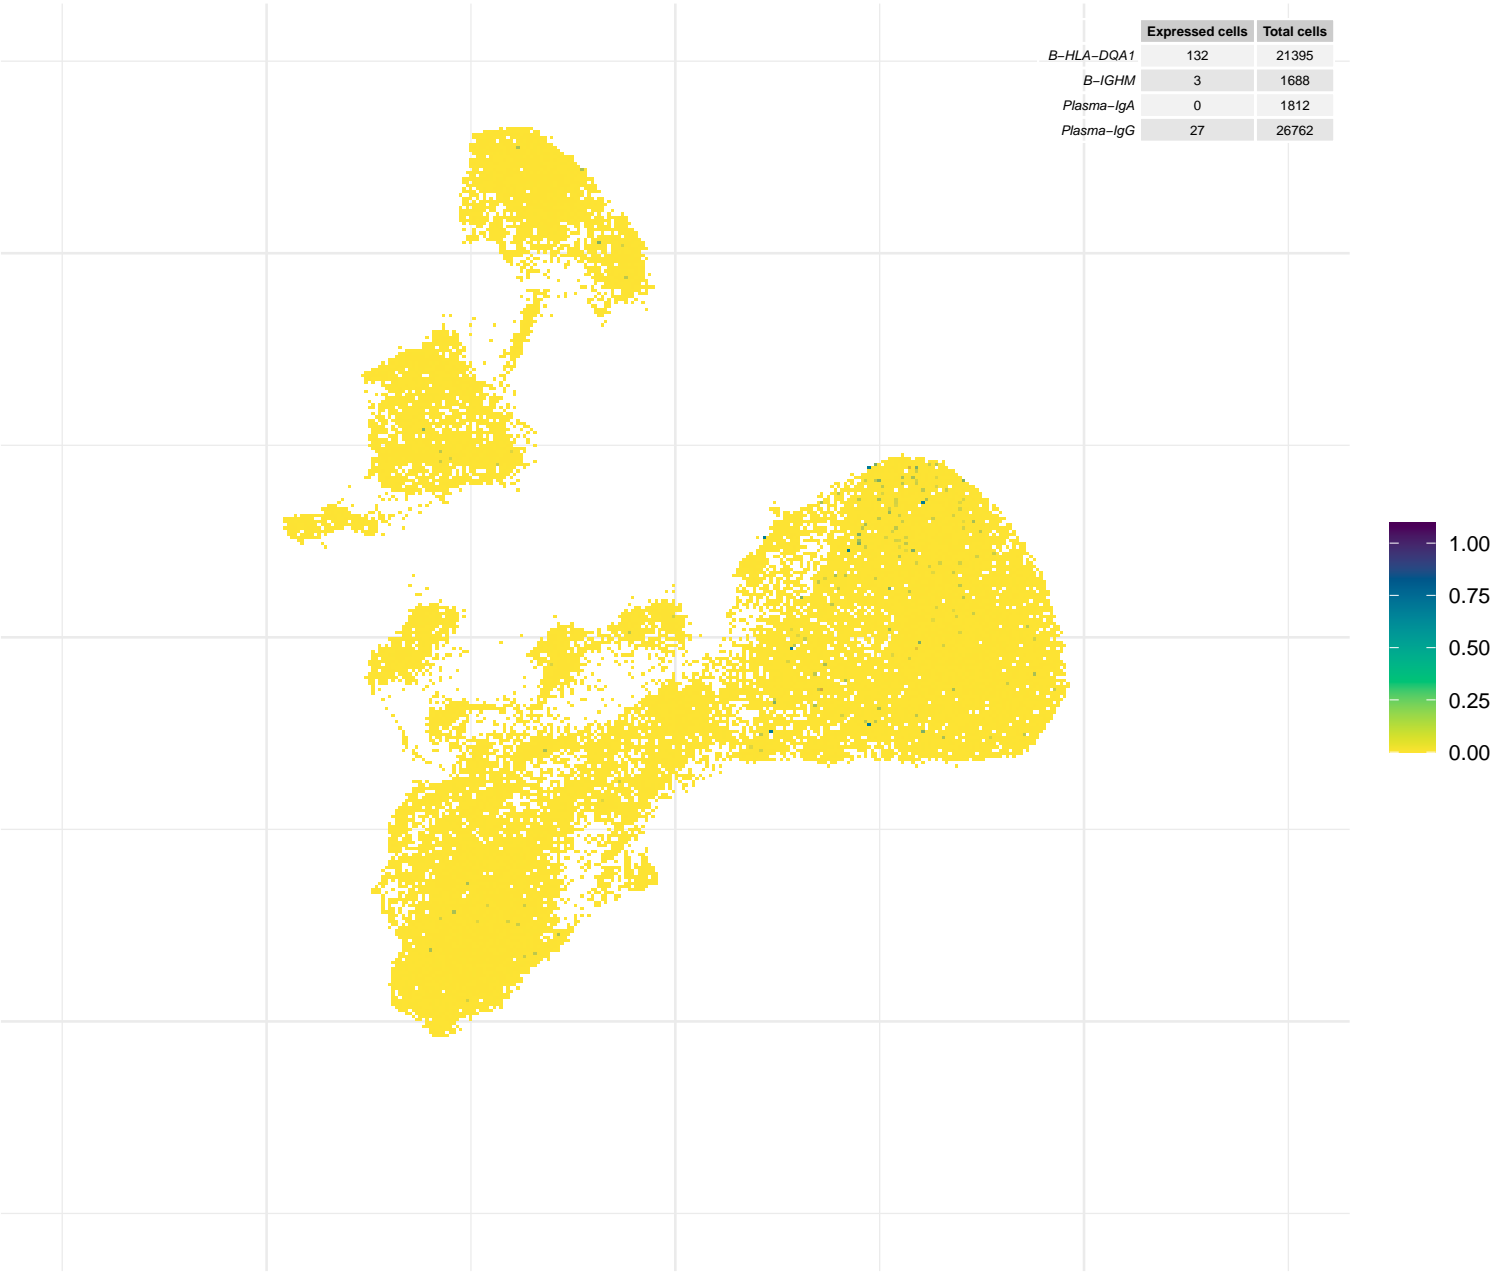 Expressed cells Total cells
B−HLA−DQA1 132 21395
B−IGHM 3 1688
Plasma−IgA 0 1812
Plasma−IgG 27 26762
1.00
0.75
0.50
0.25
0.00